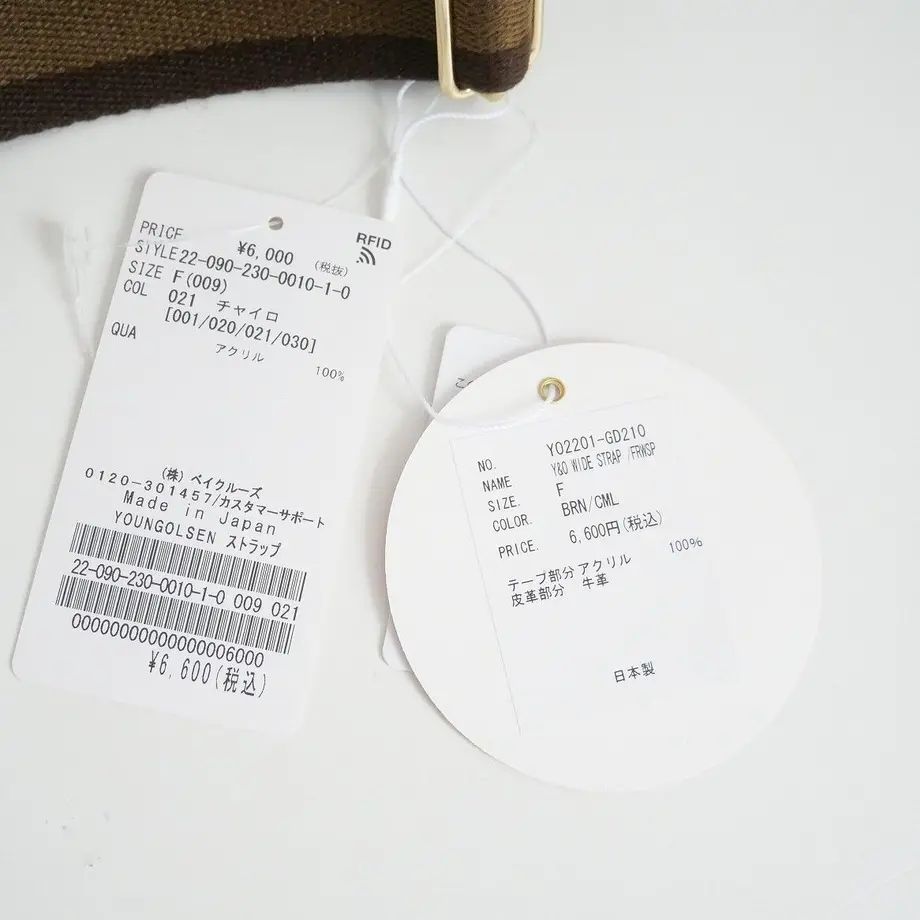 PRICE ¥6,000 (税抜)
RFID
STYLE 22-090-230-0010-1-0
SIZE F(009)
COL 021 チャイロ
[001/020/021/030]
QUA アクリル 100%
(株) ベイクルーズ
0120-301457/カスタマーサポート
Made in Japan
YOUNGOLSEN ストラップ
22-090-230-0010-1-0 009 021
¥6,600(税込)
NO. YO2201-GD210
NAME Y&O WIDE STRAP /FRWSP
SIZE. F
COLOR. BRN/CML
PRICE. 6,600円(税込)
テープ部分 アクリル 100%
皮革部分 牛革
日本製